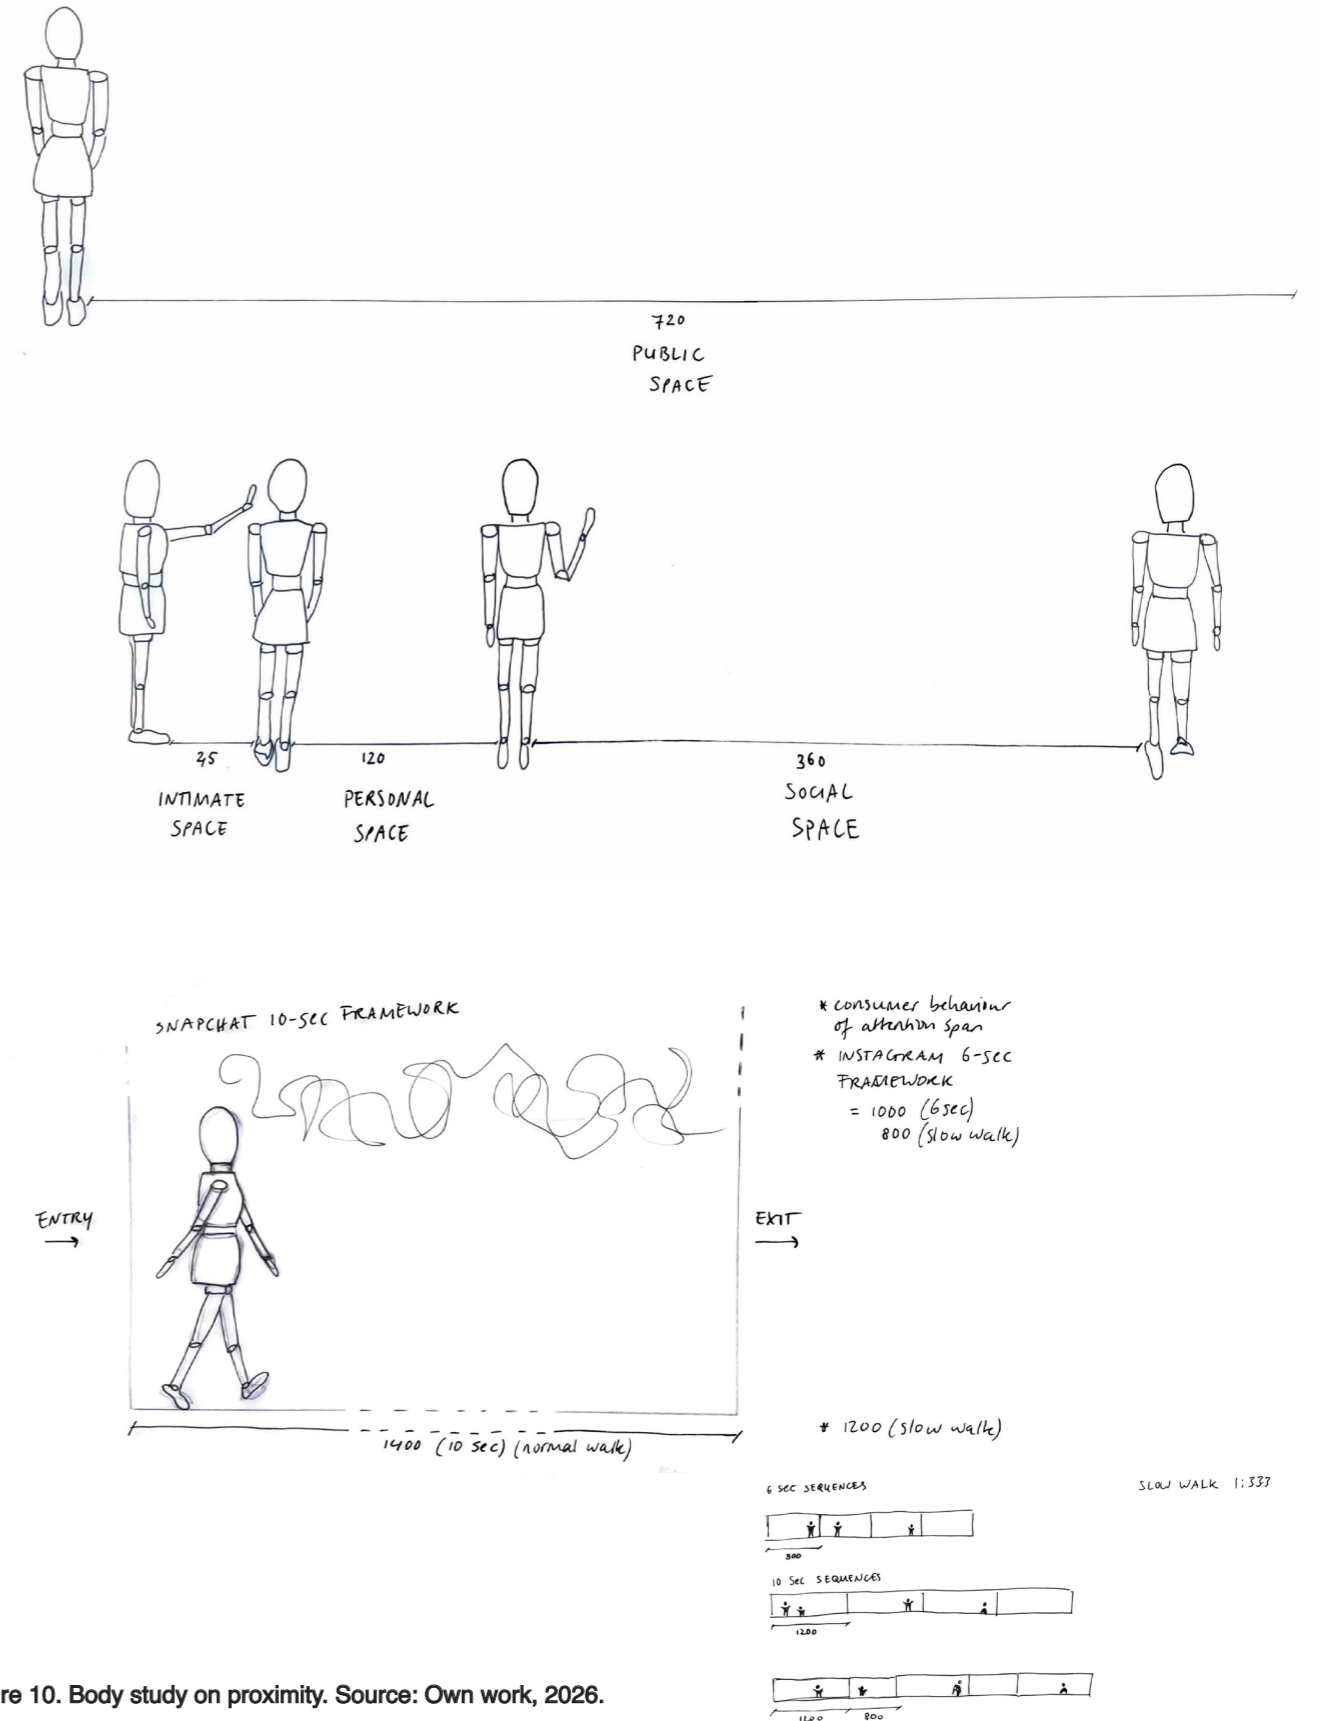 720
PUBLIC
SPACE
45
120
360
INTIMATE
SPACE
PERSONAL
SPACE
SOCIAL
SPACE
SNAPCHAT 10-SEC FRAMEWORK
* consumer behaviour
of attention span
* INSTAGRAM 6-SEC
FRAMEWORK
= 1000 (6sec)
800 (slow walk)
ENTRY
→
EXIT
→
1400 (10 sec) (normal walk)
* 1200 (slow walk)
6 SEC SEQUENCES
SLOW WALK 1:333
800
10 SEC SEQUENCES
1200
1200
800
re 10. Body study on proximity. Source: Own work, 2026.